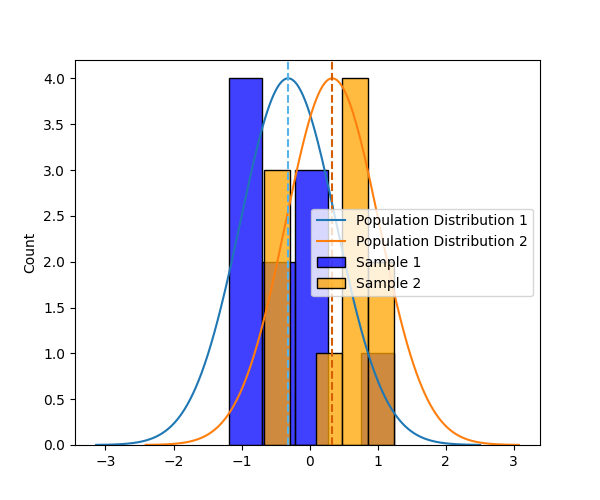 4.0
3.5
3.0
2.5
2.0
1.5
1.0
0.5
0.0
Count
Population Distribution 1
Population Distribution 2
Sample 1
Sample 2
−3 −2 −1 0 1 2 3